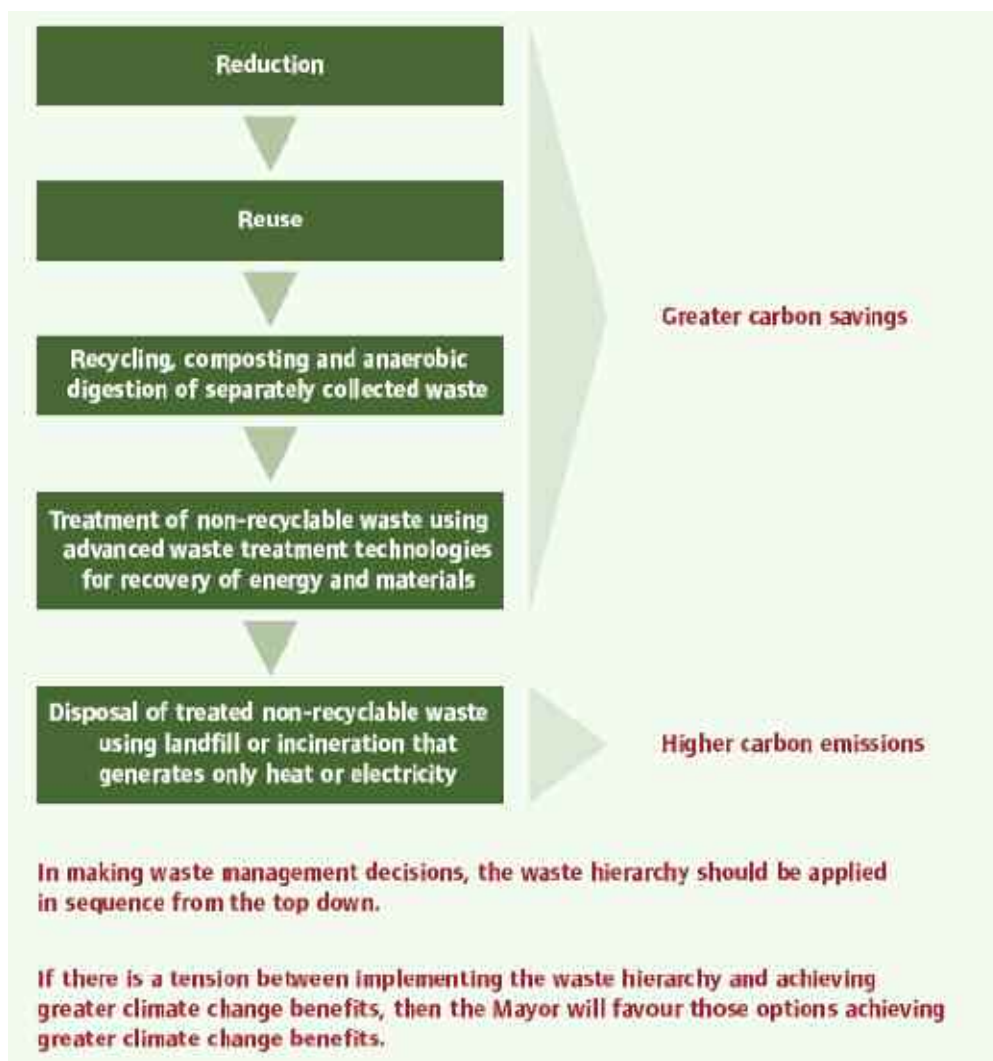 Reduction
Reuse
Greater carbon savings
Recycling, composting and anaerobic
digestion of separately collected waste
Treatment of non-recyclable waste using
advanced waste treatment technologies
for recovery of energy and materials
Disposal of treated non-recyclable waste
using landfill or incineration that
generates only heat or electricity
Higher carbon emissions
In making waste management decisions, the waste hierarchy should be applied
in sequence from the top down.
If there is a tension between implementing the waste hierarchy and achieving
greater climate change benefits, then the Mayor will favour those options achieving
greater climate change benefits.